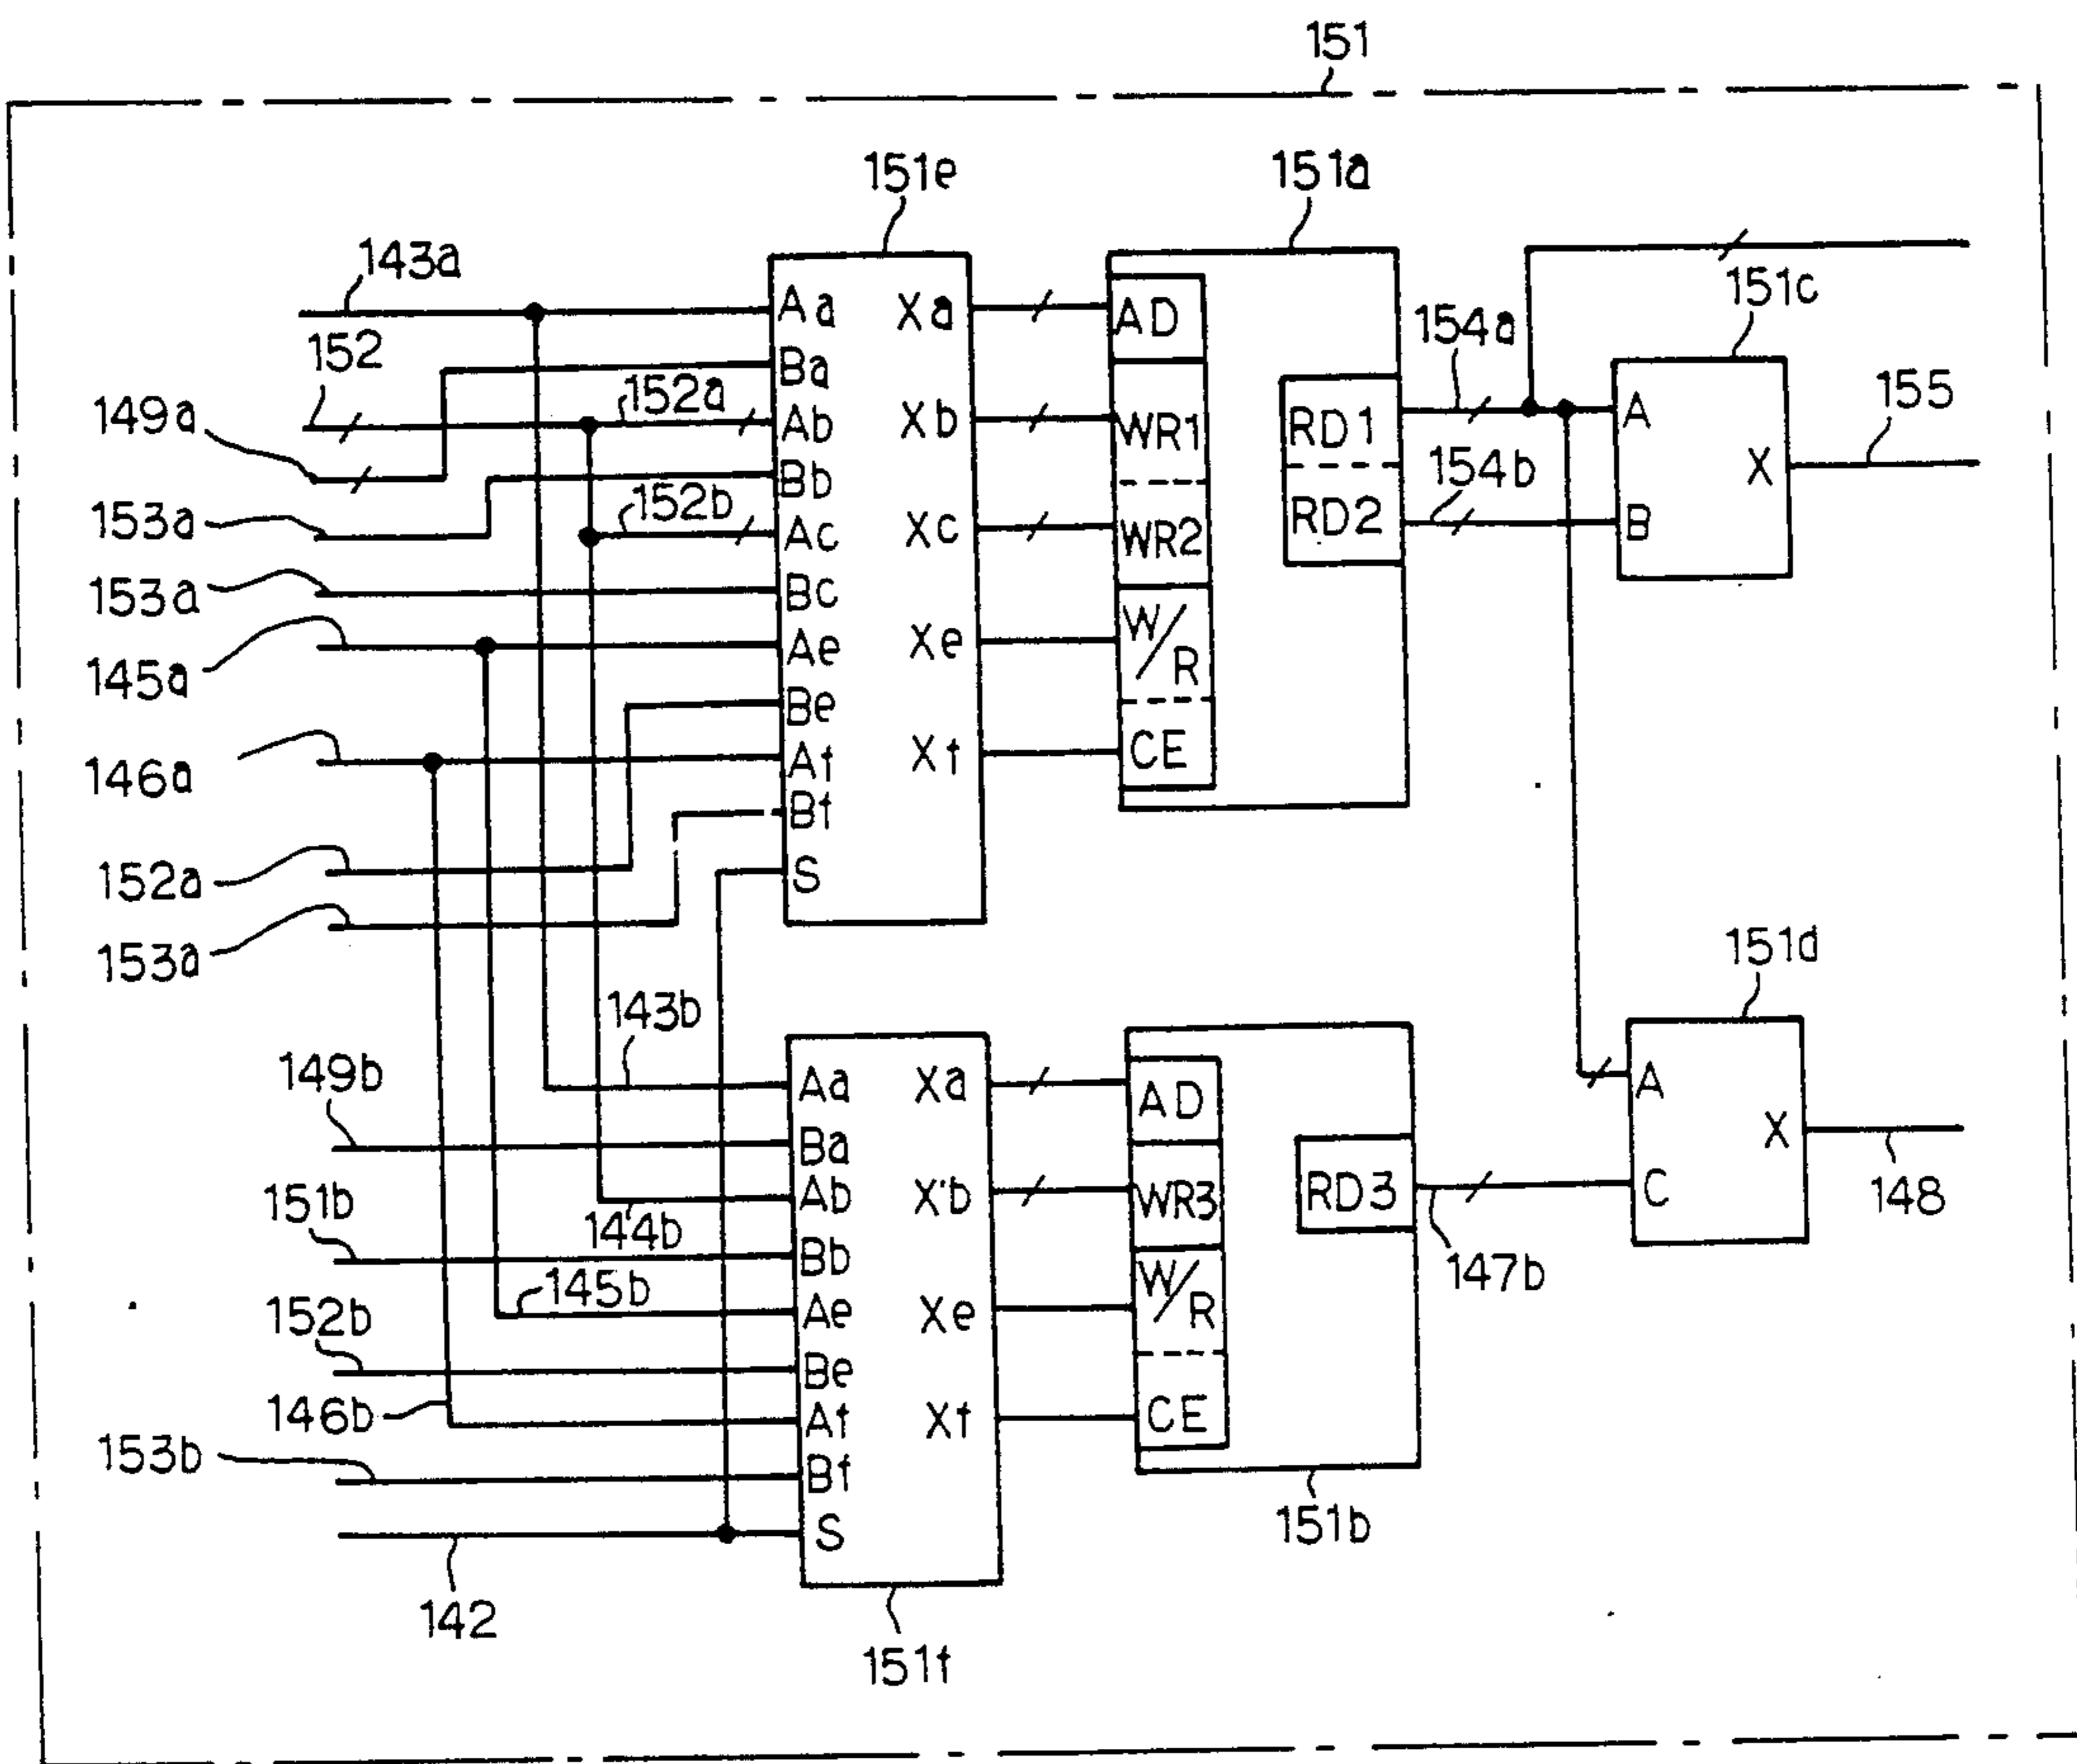 151
151e
151a
143a
152
149a
153a
153a
145a
146a
152a
153a
152a
152b
Aa
Ba
Ab
Bb
Ac
Bc
Ae
Be
Af
Bf
S
Xa
Xb
Xc
Xe
Xf
AD
WR1
WR2
W/R
CE
RD1
RD2
154a
154b
151c
A
B
X
155
143b
149b
151b
144b
145b
152b
146b
153b
142
Aa
Ba
Ab
Bb
Ae
Be
Af
Bf
S
Xa
Xb
Xe
Xf
151f
AD
WR3
W/R
CE
RD3
151b
147b
151d
A
C
X
148